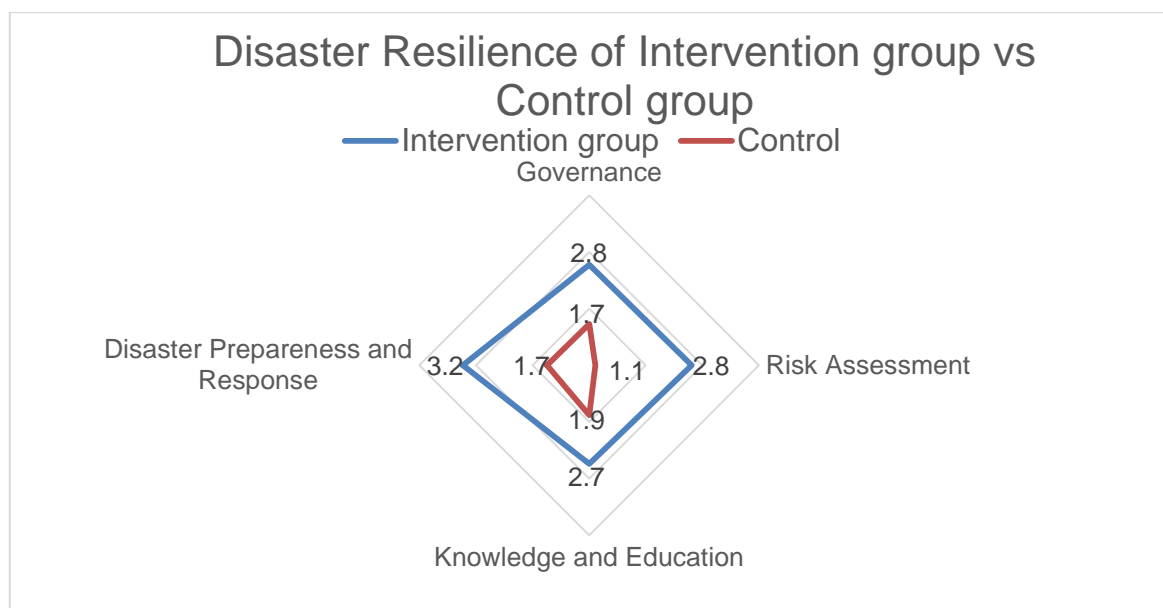 Disaster Resilience of Intervention group vs
Control group
Intervention group Control
Governance
2.8
1.7
Disaster Prepareness and
Response
3.2
1.7
1.1
2.8
Risk Assessment
1.9
2.7
Knowledge and Education